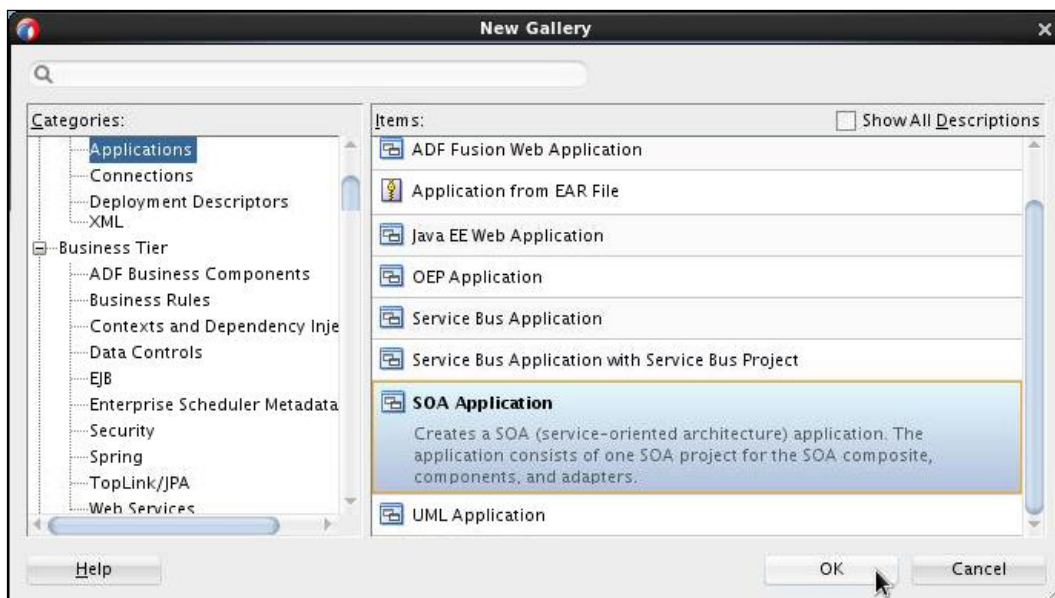 New Gallery
Categories:
Applications
Connections
Deployment Descriptors
XML
Business Tier
ADF Business Components
Business Rules
Contexts and Dependency Inje
Data Controls
EJB
Enterprise Scheduler Metadata
Security
Spring
TopLink/JPA
Web Services
Items:
Show All Descriptions
ADF Fusion Web Application
Application from EAR File
Java EE Web Application
OEP Application
Service Bus Application
Service Bus Application with Service Bus Project
SOA Application
Creates a SOA (service-oriented architecture) application. The
application consists of one SOA project for the SOA composite,
components, and adapters.
UML Application
Help
OK
Cancel